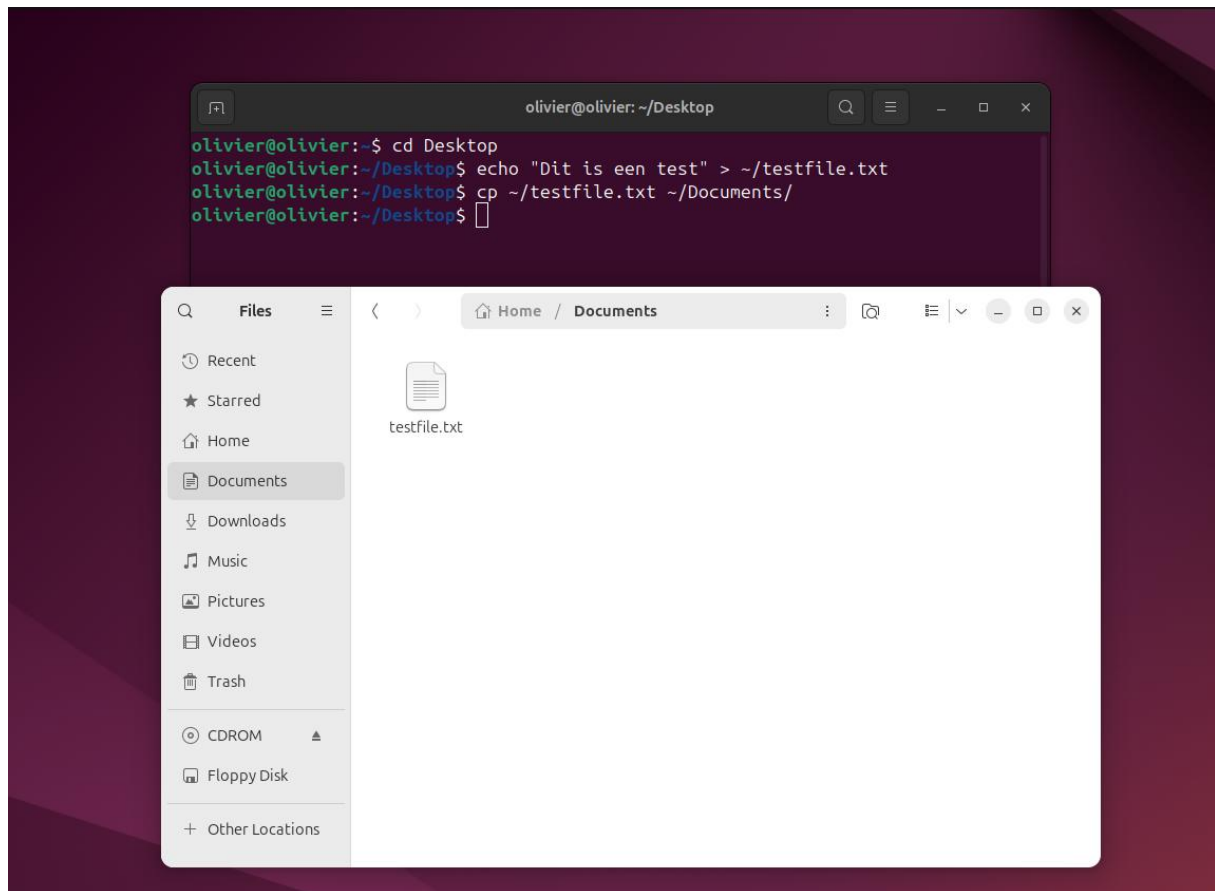 olivier@olivier: ~/Desktop
olivier@olivier:~$ cd Desktop
olivier@olivier:~/Desktop$ echo "Dit is een test" > ~/testfile.txt
olivier@olivier:~/Desktop$ cp ~/testfile.txt ~/Documents/
olivier@olivier:~/Desktop$
Files
Home / Documents
Recent
Starred
Home
Documents
Downloads
Music
Pictures
Videos
Trash
CDROM
Floppy Disk
+ Other Locations
testfile.txt